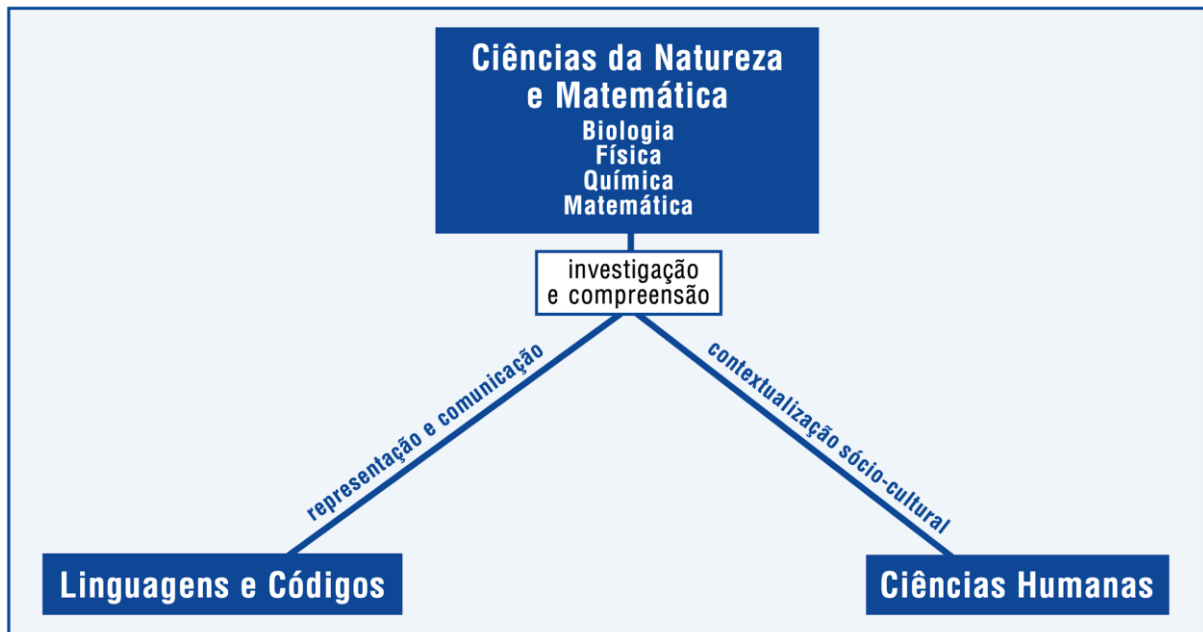 Ciências da Natureza
e Matemática
Biologia
Física
Química
Matemática
investigação
e compreensão
representação e comunicação
contextualização sócio-cultural
Linguagens e Códigos
Ciências Humanas